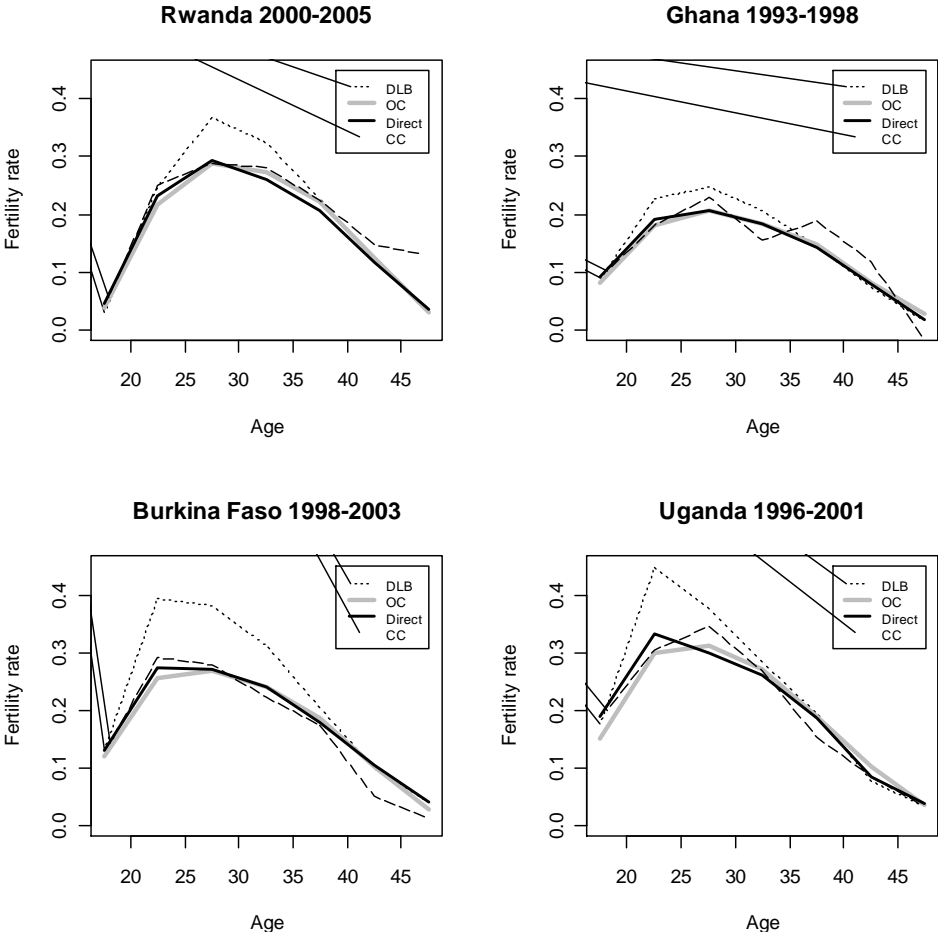 Rwanda 2000-2005
Fertility rate
0.0 0.1 0.2 0.3 0.4
DLB
OC
Direct
CC
20 25 30 35 40 45
Age
Ghana 1993-1998
Fertility rate
0.0 0.1 0.2 0.3 0.4
DLB
OC
Direct
CC
20 25 30 35 40 45
Age
Burkina Faso 1998-2003
Fertility rate
0.0 0.1 0.2 0.3 0.4
DLB
OC
Direct
CC
20 25 30 35 40 45
Age
Uganda 1996-2001
Fertility rate
0.0 0.1 0.2 0.3 0.4
DLB
OC
Direct
CC
20 25 30 35 40 45
Age